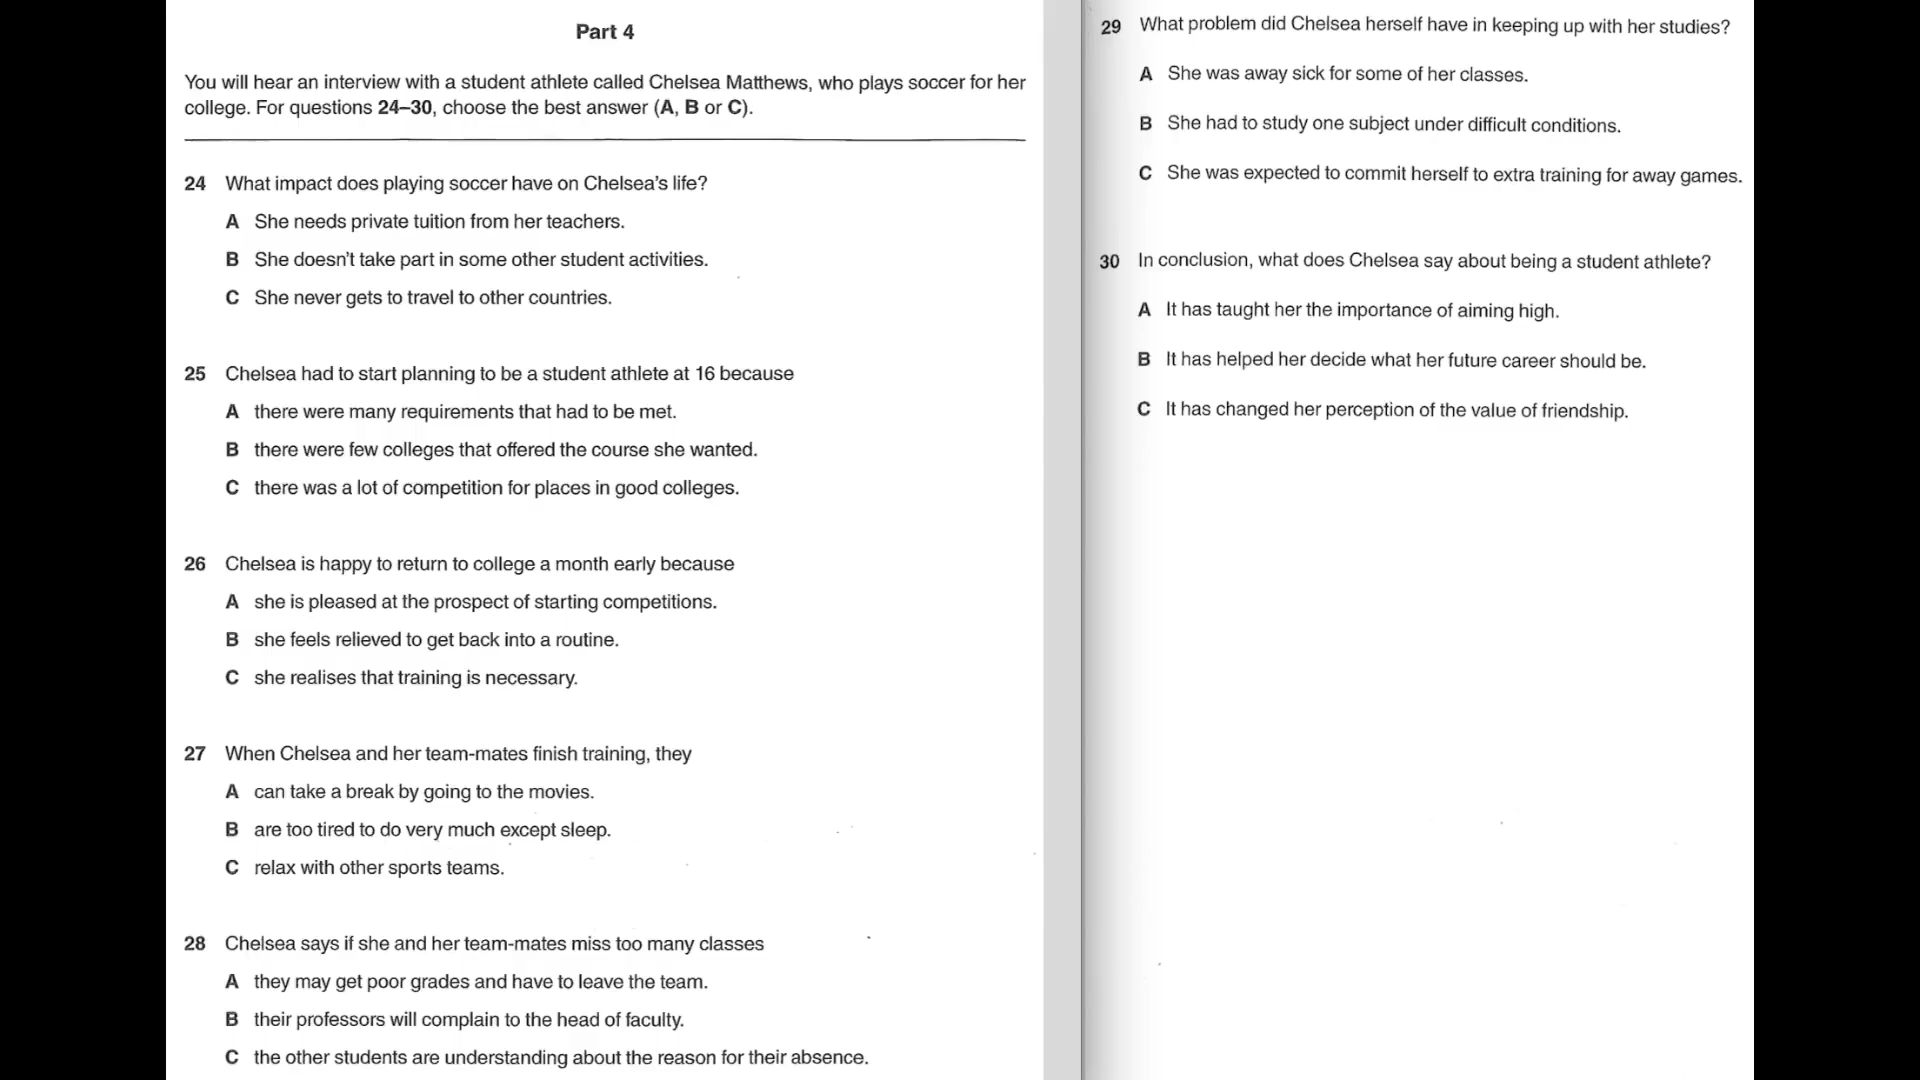 Part 4
You will hear an interview with a student athlete called Chelsea Matthews, who plays soccer for her
college. For questions 24–30, choose the best answer (A, B or C).
24 What impact does playing soccer have on Chelsea's life?
A She needs private tuition from her teachers.
B She doesn't take part in some other student activities.
C She never gets to travel to other countries.
25 Chelsea had to start planning to be a student athlete at 16 because
A there were many requirements that had to be met.
B there were few colleges that offered the course she wanted.
C there was a lot of competition for places in good colleges.
26 Chelsea is happy to return to college a month early because
A she is pleased at the prospect of starting competitions.
B she feels relieved to get back into a routine.
C she realises that training is necessary.
27 When Chelsea and her team-mates finish training, they
A can take a break by going to the movies.
B are too tired to do very much except sleep.
C relax with other sports teams.
28 Chelsea says if she and her team-mates miss too many classes
A they may get poor grades and have to leave the team.
B their professors will complain to the head of faculty.
C the other students are understanding about the reason for their absence.
29 What problem did Chelsea herself have in keeping up with her studies?
A She was away sick for some of her classes.
B She had to study one subject under difficult conditions.
C She was expected to commit herself to extra training for away games.
30 In conclusion, what does Chelsea say about being a student athlete?
A It has taught her the importance of aiming high.
B It has helped her decide what her future career should be.
C It has changed her perception of the value of friendship.